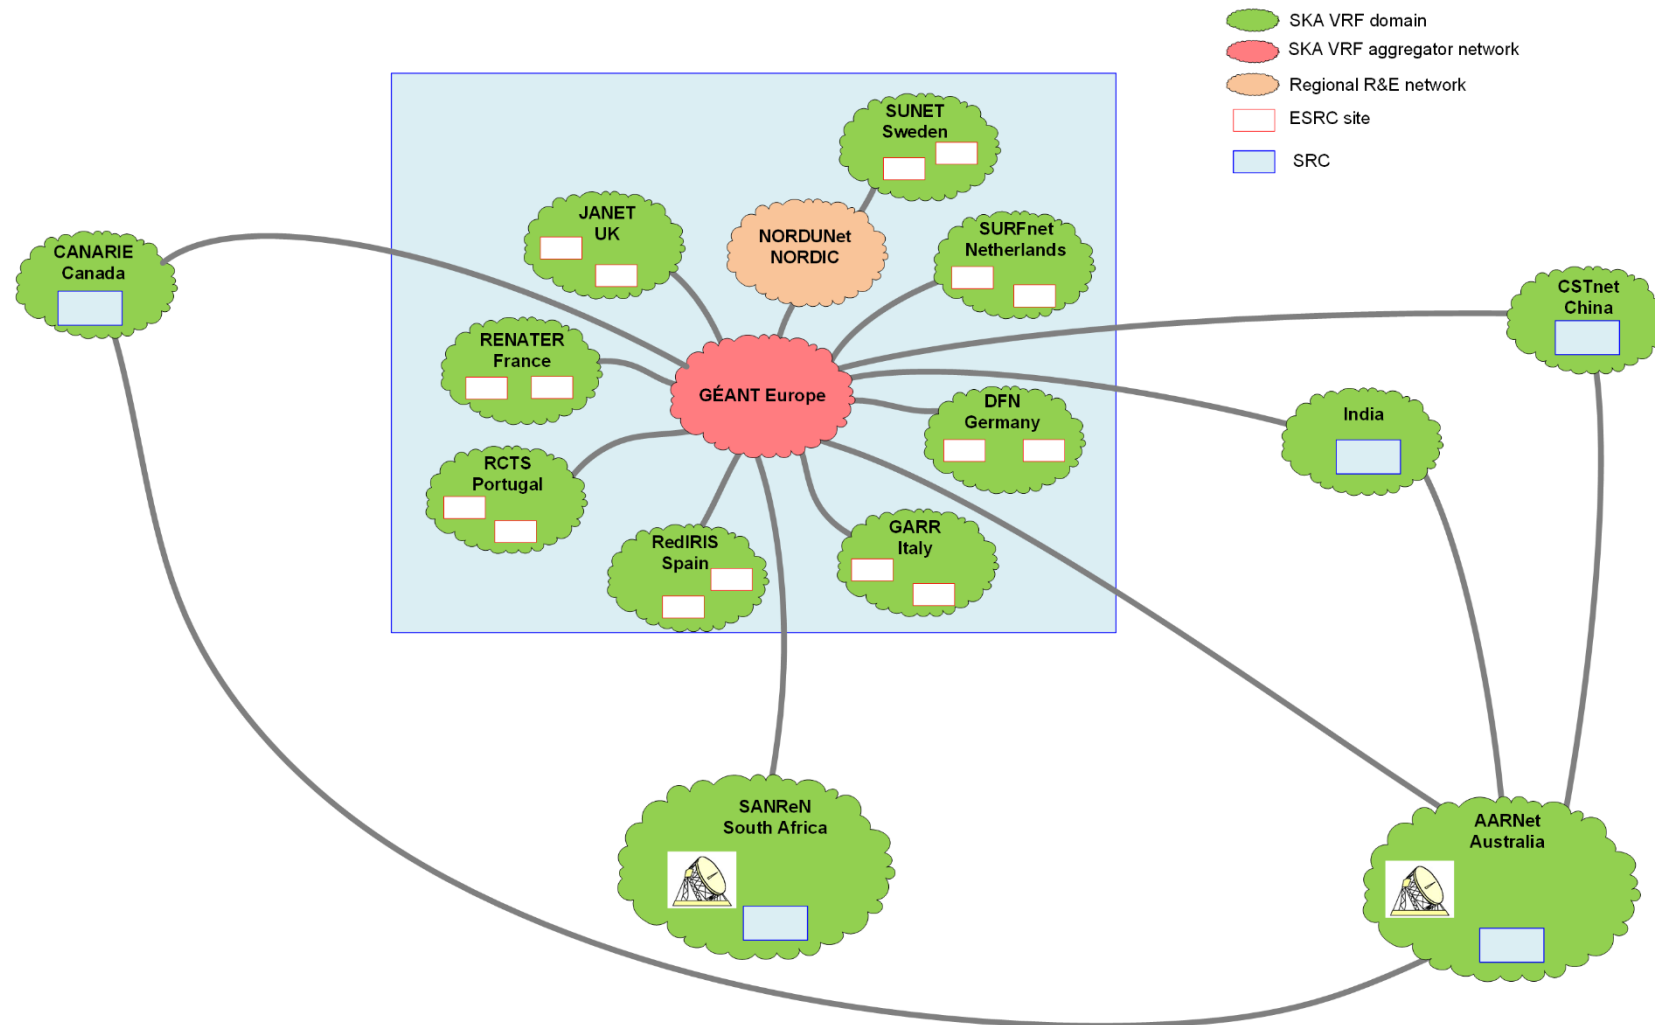 SKA VRF domain
SKA VRF aggregator network
Regional R&E network
ESRC site
SRC
SUNET
Sweden
JANET
UK
NORDUNet
NORDIC
SURFnet
Netherlands
CANARIE
Canada
CSTnet
China
RENATER
France
GÉANT Europe
DFN
Germany
India
RCTS
Portugal
RedIRIS
Spain
GARR
Italy
SANReN
South Africa
AARNet
Australia